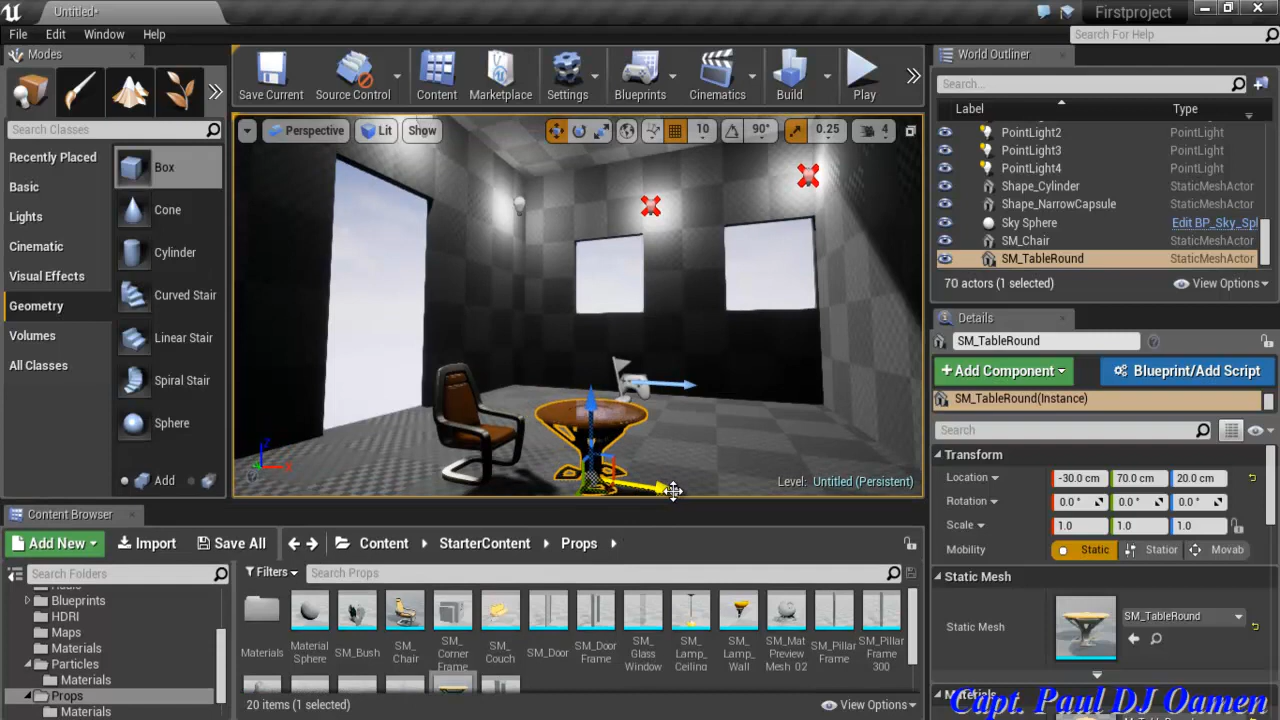 Untitled*
Firstproject
File Edit Window Help
Search For Help
Modes
Search Classes
Recently Placed
Basic
Lights
Cinematic
Visual Effects
Geometry
Volumes
All Classes
Box
Cone
Cylinder
Curved Stair
Linear Stair
Spiral Stair
Sphere
Add
Save Current
Source Control
Content
Marketplace
Settings
Blueprints
Cinematics
Build
Play
Perspective Lit Show
10 90° 0.25 4
Level: Untitled (Persistent)
World Outliner
Search...
Label Type
PointLight2 PointLight
PointLight3 PointLight
PointLight4 PointLight
Shape_Cylinder StaticMeshActor
Shape_NarrowCapsule StaticMeshActor
Sky Sphere Edit BP_Sky_Spl
SM_Chair StaticMeshActor
SM_TableRound StaticMeshActor
70 actors (1 selected) View Options
Details
SM_TableRound
+ Add Component Blueprint/Add Script
SM_TableRound(Instance)
Search
Transform
Location -30.0 cm 70.0 cm 20.0 cm
Rotation 0.0 ° 0.0 ° 0.0 °
Scale 1.0 1.0 1.0
Mobility Static Station Movab
Static Mesh
Static Mesh SM_TableRound
Materials
Content Browser
Add New Import Save All Content StarterContent Props
Search Folders
Filters Search Props
Blueprints
HDRI
Maps
Materials
Particles
Materials
Props
Materials
Materials
Material Sphere
SM_Bush
SM_ Chair
SM_ Corner Frame
SM_ Couch
SM_Door
SM_Door Frame
SM_ Glass Window
SM_ Lamp_ Ceiling
SM_ Lamp_ Wall
SM_Mat Preview Mesh_02
SM_Pillar Frame
SM_Pillar Frame 300
20 items (1 selected) View Options
Capt. Paul DJ Oamen